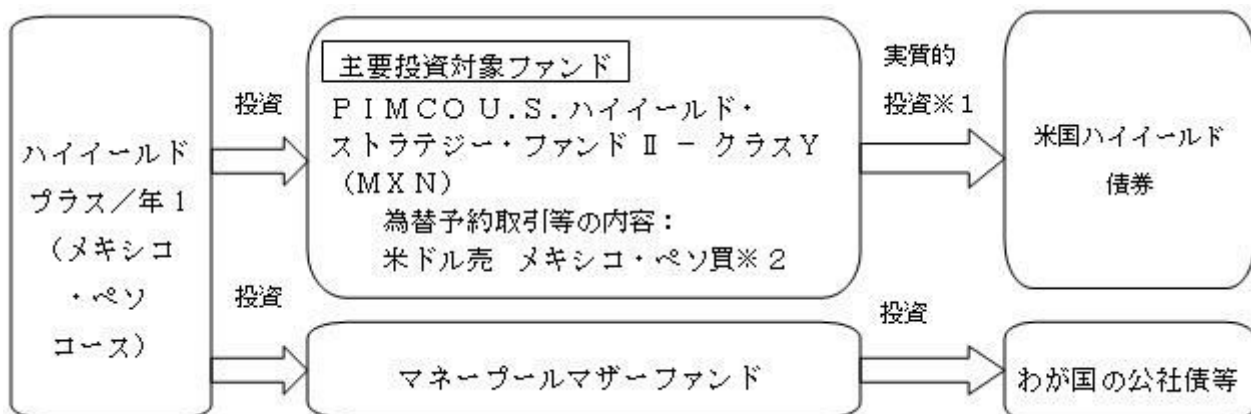 ハイイールド
プラス／年１
（メキシコ
・ペソ
コース）
投資
主要投資対象ファンド
ＰＩＭＣＯ Ｕ.Ｓ.ハイイールド・
ストラテジー・ファンド Ⅱ － クラスＹ
（ＭＸＮ）
為替予約取引等の内容：
米ドル売 メキシコ・ペソ買※２
実質的
投資※１
米国ハイイールド
債券
投資
マネープールマザーファンド
投資
わが国の公社債等